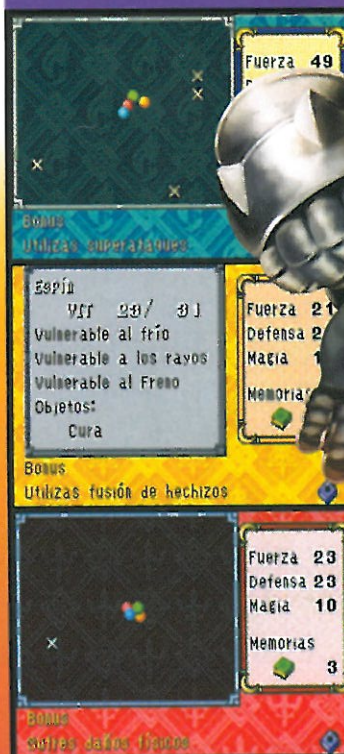 Fuerza 49
Bonus
Utilizas superataques
Espín
VIT 29/ 31
Vulnerable al frío
Vulnerable a los rayos
Vulnerable al Freno
Objetos:
Cura
Fuerza 21
Defensa 2
Magia 1
Memorias
Bonus
Utilizas fusión de hechizos
Fuerza 23
Defensa 23
Magia 10
Memorias
3
Bonus
Sufres daños físicos